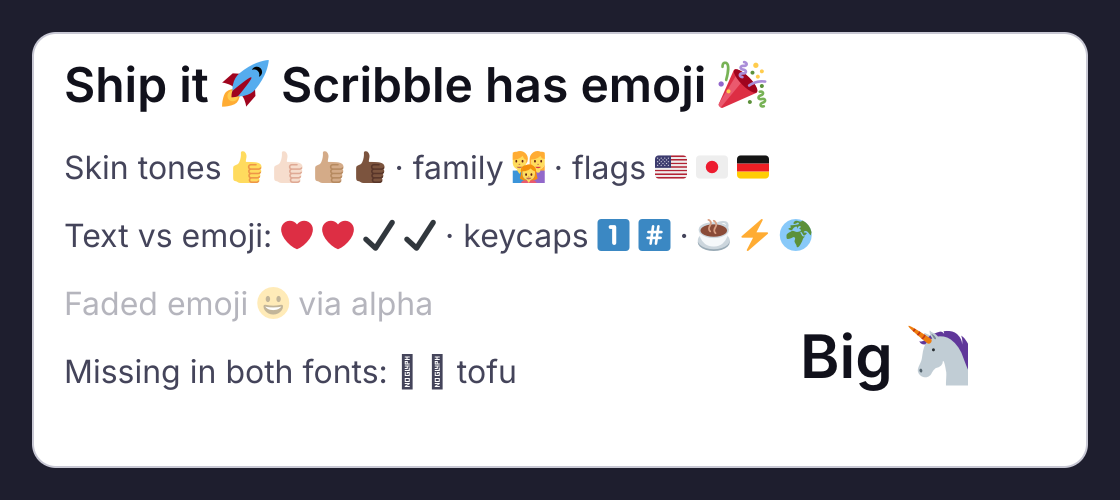 Ship it 🚀 Scribble has emoji 🎉
Skin tones 👍👍🏻👍🏽👍🏿 · family 👨‍👩‍👧 · flags 🇺🇸🇯🇵🇩🇪
Text vs emoji: ❤❤️✔✔️ · keycaps 1️⃣#️⃣ · ☕⚡🌍
Faded emoji 😀 via alpha
Missing in both fonts: tofu
Big 🦄